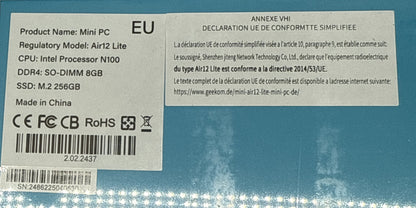 EU
Product Name: Mini PC
Regulatory Model: Air12 Lite
CPU: Intel Processor N100
DDR4: SO-DIMM 8GB
SSD: M.2 256GB
Made in China
CE FC CB RoHS
2.02.2437
ANNEXE VHI
DECLARATION UE DE CONFORMTTE SIMPLIFIEE
La déclaration UE de conformité simplifiée visée a l'article 10, paragraphe 9, est établie comme suit:
Le soussigné, Shenzhen jiteng Network Technology Co, Ltd., déclare que l'equipement radioelectrique
du type Air12 Lite est conforme a la directive 2014/53/UE.
Le texte complet de la déclaration UE de conformité est disponible a ladresse internet suivante:
https://www.geekom.de/mini-air12-lite-mini-pc-de/